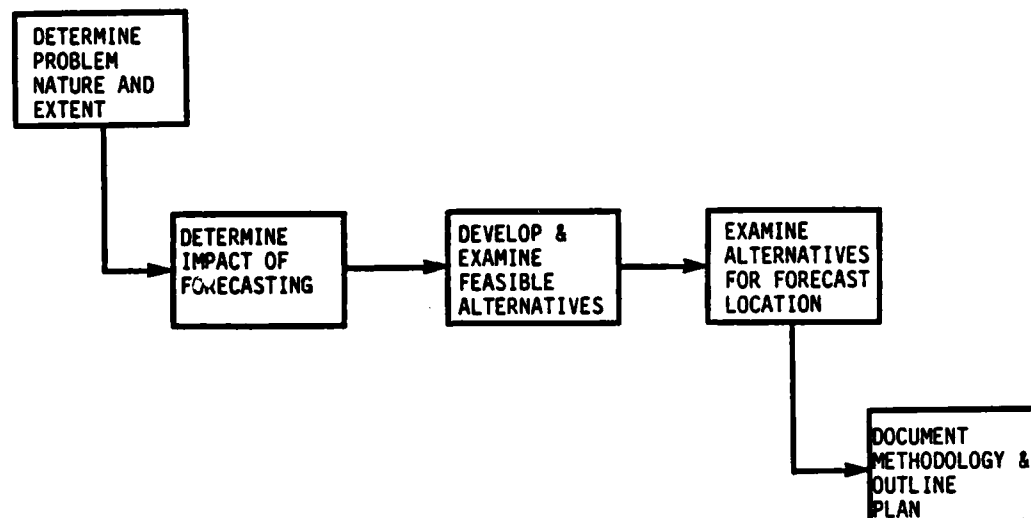 DETERMINE
PROBLEM
NATURE AND
EXTENT
DETERMINE
IMPACT OF
FORECASTING
DEVELOP &
EXAMINE
FEASIBLE
ALTERNATIVES
EXAMINE
ALTERNATIVES
FOR FORECAST
LOCATION
DOCUMENT
METHODOLOGY &
OUTLINE
PLAN